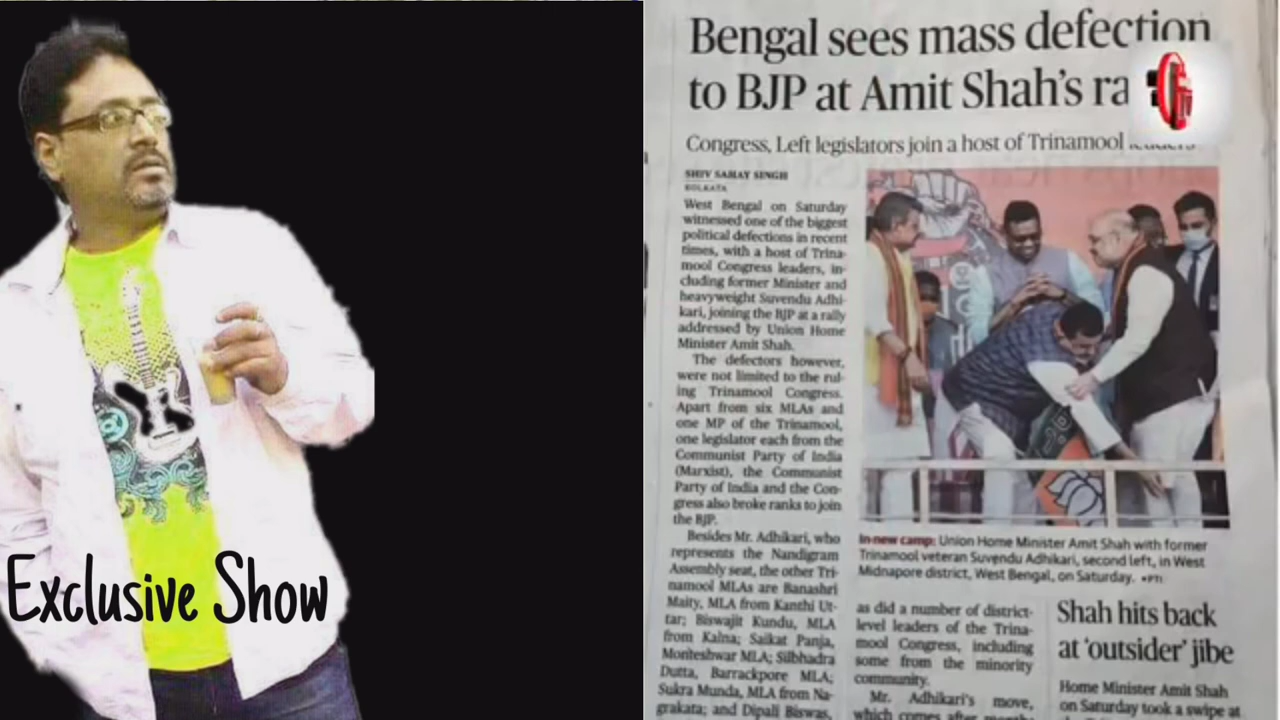 Exclusive Show
Bengal sees mass defection
to BJP at Amit Shah's ra
Congress, Left legislators join a host of Trinamool
SHIV SAHAY SINGH
KOLKATA
West Bengal on Saturday
witnessed one of the biggest
political defections in recent
times, with a host of Trina-
mool Congress leaders, in-
cluding former Minister and
heavyweight Suvendu Adhi-
kari, joining the BJP at a rally
addressed by Union Home
Minister Amit Shah.
The defectors however,
were not limited to the rul-
ing Trinamool Congress.
Apart from six MLAs and
one MP of the Trinamool,
one legislator each from the
Communist Party of India
(Marxist), the Communist
Party of India and the Con-
gress also broke ranks to join
the BJP.
Besides Mr. Adhikari, who
represents the Nandigram
Assembly seat, the other Tri-
namool MLAs are Banashri
Maity, MLA from Kanthi Ut-
tar; Biswajit Kundu, MLA
from Kalna; Saikat Panja,
Monteshwar MLA; Silbhadra
Dutta, Barrackpore MLA;
Sukra Munda, MLA from Na-
grakata; and Dipali Biswas,
In new camp: Union Home Minister Amit Shah with former
Trinamool veteran Suvendu Adhikari, second left, in West
Midnapore district, West Bengal, on Saturday. •PTI
as did a number of district-
level leaders of the Trina-
mool Congress, including
some from the minority
community.
Mr. Adhikari's move,
which comes after months
Shah hits back
at 'outsider' jibe
Home Minister Amit Shah
on Saturday took a swipe at